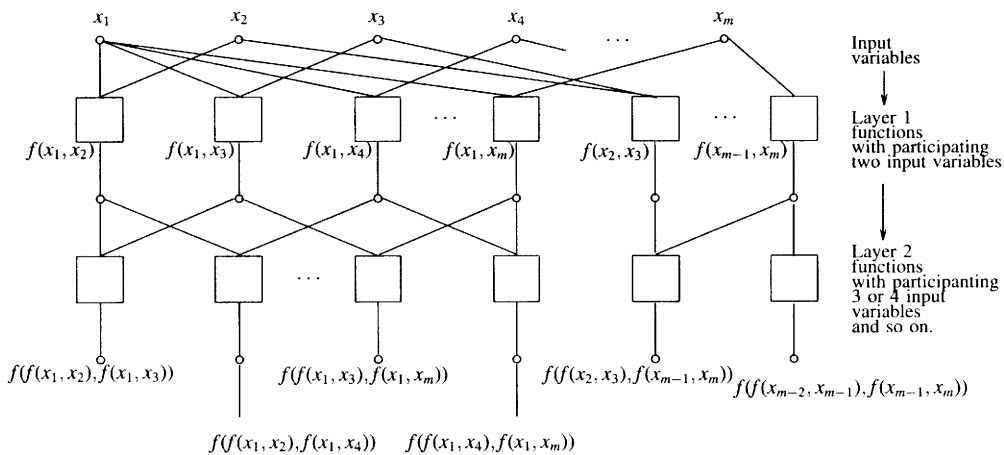 x₁ x₂ x₃ x₄ ... xₘ
Input
variables
... ...
f(x₁, x₂) f(x₁, x₃) f(x₁, x₄) f(x₁, xₘ) f(x₂, x₃) f(xₘ₋₁, xₘ)
Layer 1
functions
with participating
two input variables
...
Layer 2
functions
with participanting
3 or 4 input
variables
and so on.
f(f(x₁, x₂), f(x₁, x₃)) f(f(x₁, x₃), f(x₁, xₘ)) f(f(x₂, x₃), f(xₘ₋₁, xₘ)) f(f(xₘ₋₂, xₘ₋₁), f(xₘ₋₁, xₘ))
f(f(x₁, x₂), f(x₁, x₄)) f(f(x₁, x₄), f(x₁, xₘ))